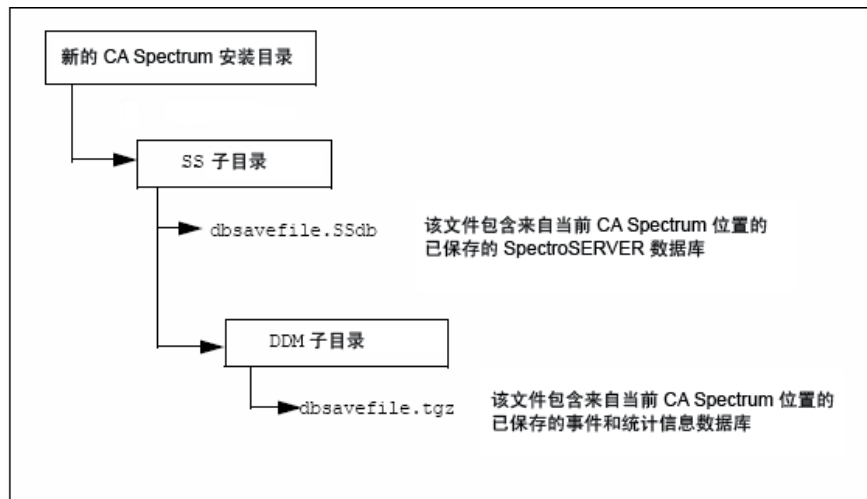 新的 CA Spectrum 安装目录
SS 子目录
dbsavefile.SSdb
该文件包含来自当前 CA Spectrum 位置的
已保存的 SpectroSERVER 数据库
DDM 子目录
dbsavefile.tgz
该文件包含来自当前 CA Spectrum 位置的
已保存的事件和统计信息数据库